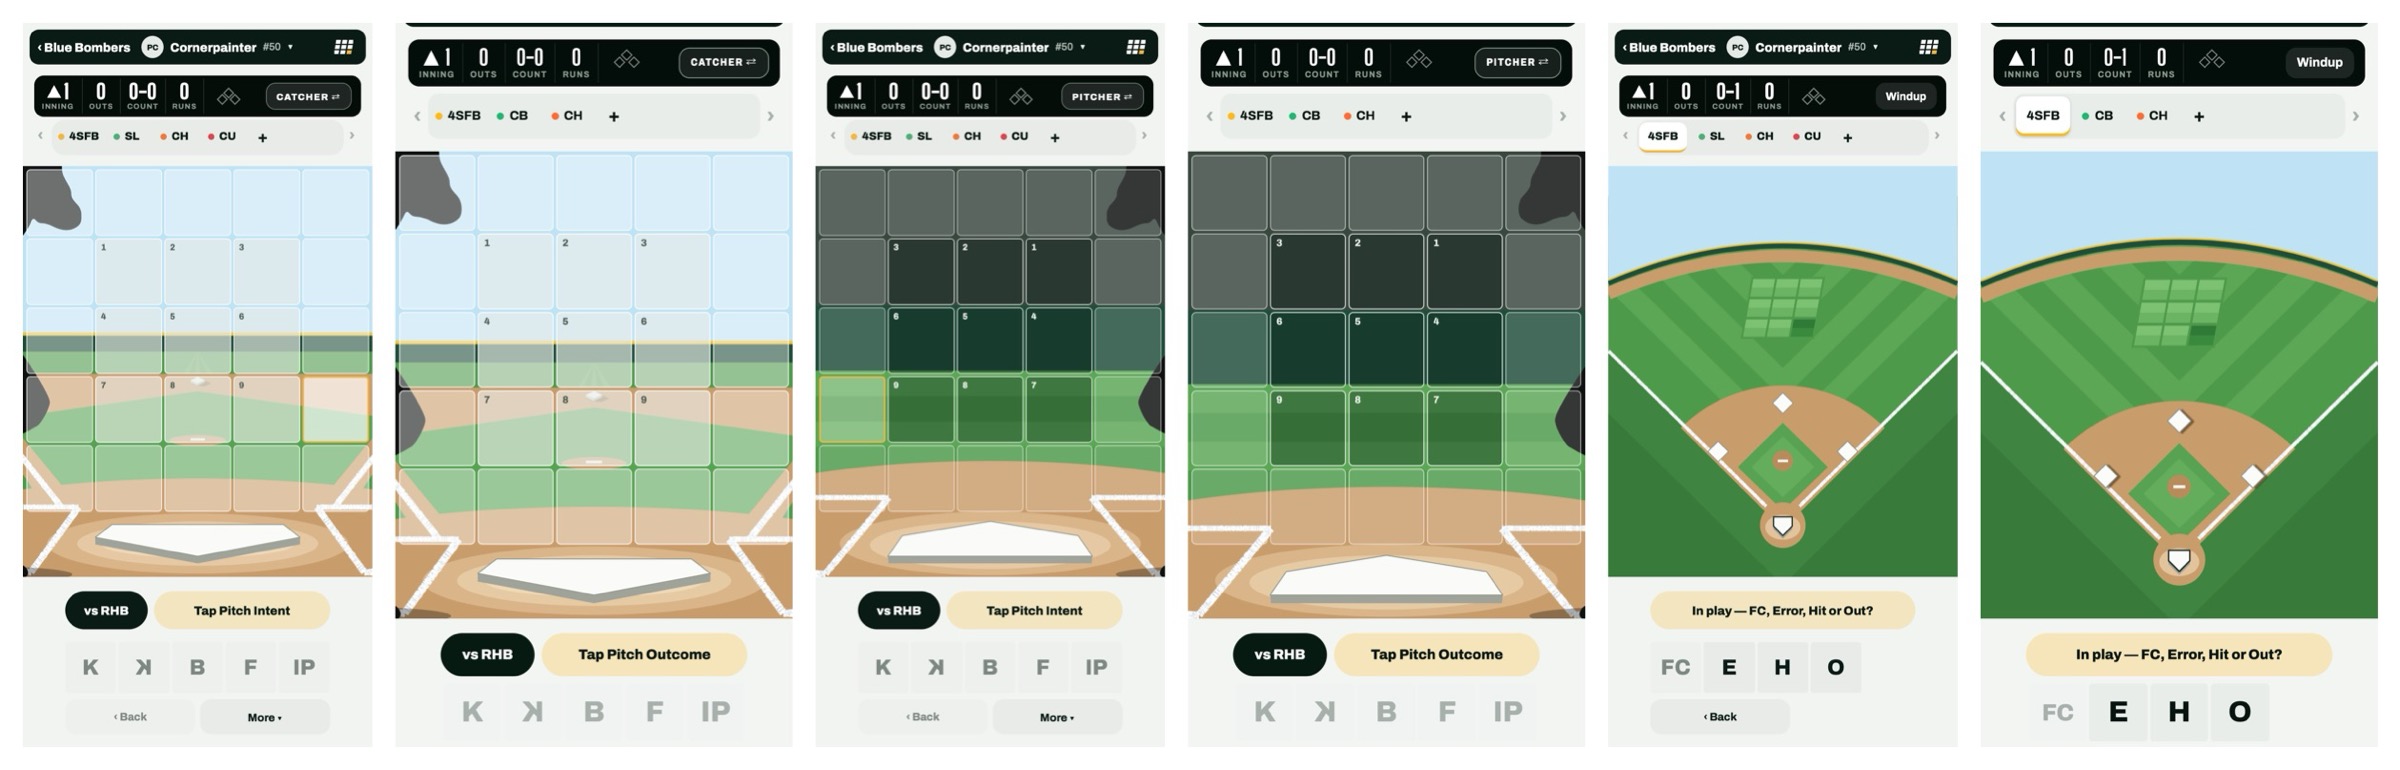 ‹ Blue Bombers PC Cornerpainter #50 ▾
▲ 1 0 0-0 0 CATCHER ⇄
INNING OUTS COUNT RUNS
‹ 4SFB SL CH CU + ›
1 2 3
4 5 6
7 8 9
vs RHB Tap Pitch Intent
K ꓘ B F IP
‹ Back More ▾
▲ 1 0 0-0 0 CATCHER ⇄
INNING OUTS COUNT RUNS
‹ 4SFB CB CH + ›
1 2 3
4 5 6
7 8 9
vs RHB Tap Pitch Outcome
K ꓘ B F IP
‹ Blue Bombers PC Cornerpainter #50 ▾
▲ 1 0 0-0 0 PITCHER ⇄
INNING OUTS COUNT RUNS
‹ 4SFB SL CH CU + ›
3 2 1
6 5 4
9 8 7
vs RHB Tap Pitch Intent
K ꓘ B F IP
‹ Back More ▾
▲ 1 0 0-0 0 PITCHER ⇄
INNING OUTS COUNT RUNS
‹ 4SFB CB CH + ›
3 2 1
6 5 4
9 8 7
vs RHB Tap Pitch Outcome
K ꓘ B F IP
‹ Blue Bombers PC Cornerpainter #50 ▾
▲ 1 0 0-1 0 Windup
INNING OUTS COUNT RUNS
‹ 4SFB SL CH CU + ›
In play — FC, Error, Hit or Out?
FC E H O
‹ Back
▲ 1 0 0-1 0 Windup
INNING OUTS COUNT RUNS
‹ 4SFB CB CH + ›
In play — FC, Error, Hit or Out?
FC E H O